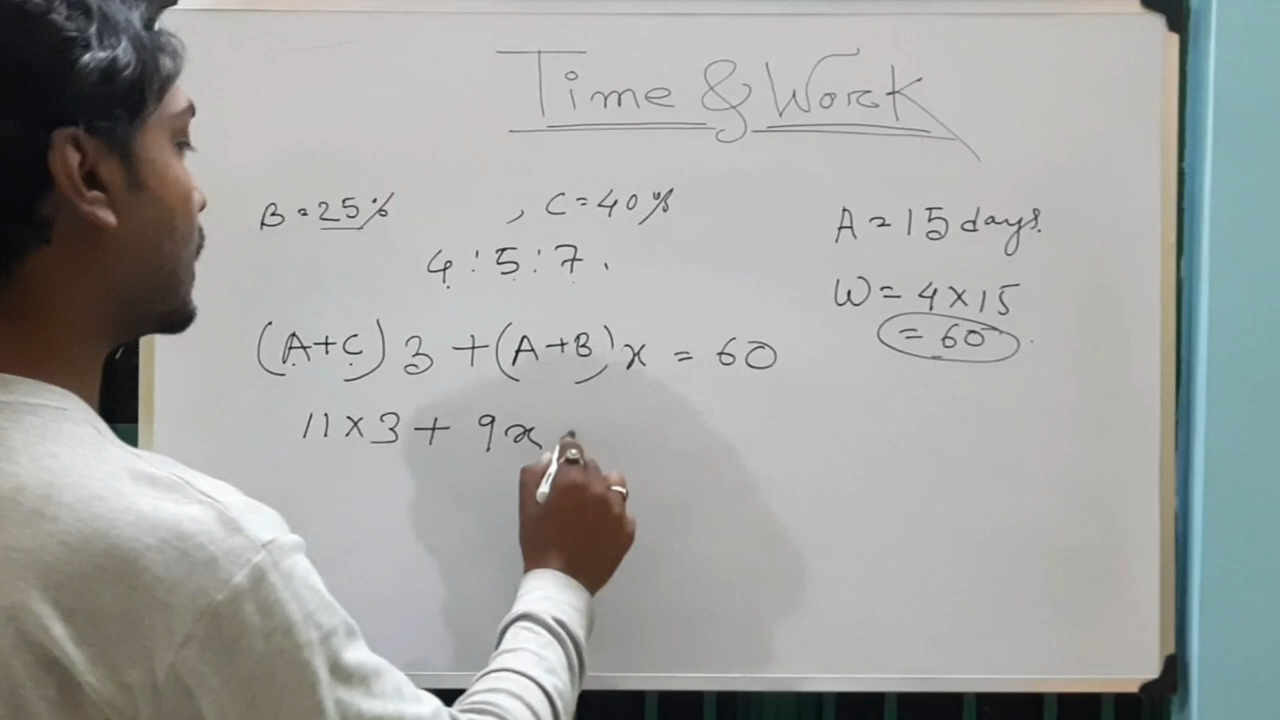 Time & Work
B = 25% , C = 40%
4 : 5 : 7 .
A = 15 days.
W = 4 × 15
= 60
(A+C) 3 + (A+B) x = 60
11 × 3 + 9x